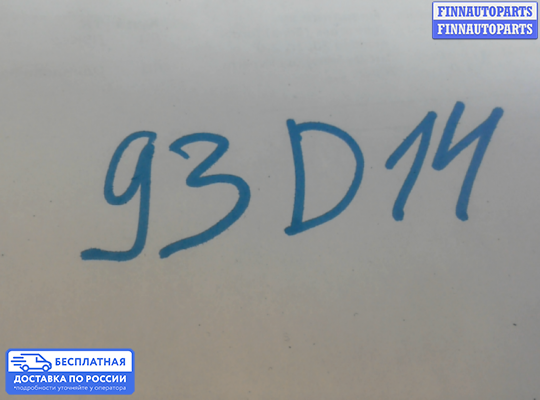 FINNAUTOPARTS
FINNAUTOPARTS
93D14
БЕСПЛАТНАЯ
ДОСТАВКА ПО РОССИИ
*подробности уточняйте у оператора